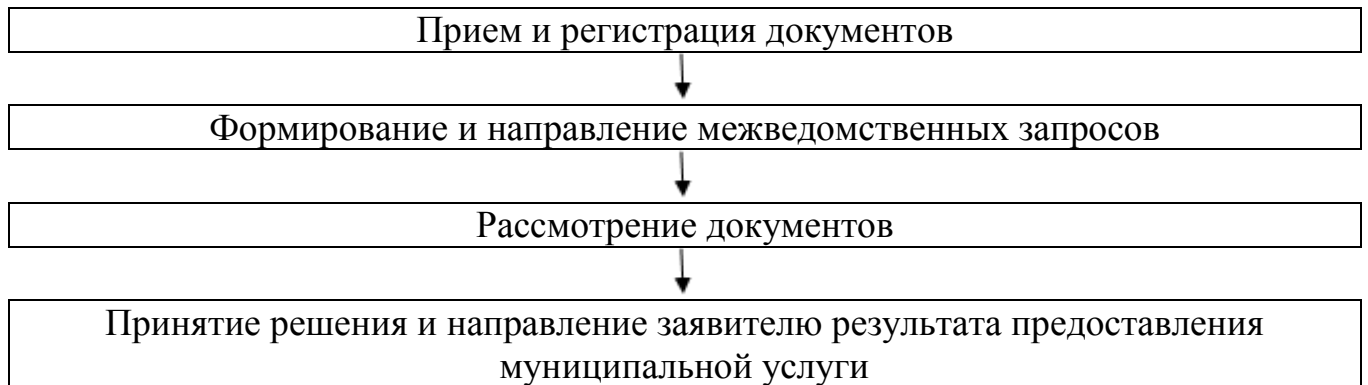 Прием и регистрация документов
Формирование и направление межведомственных запросов
Рассмотрение документов
Принятие решения и направление заявителю результата предоставления
муниципальной услуги